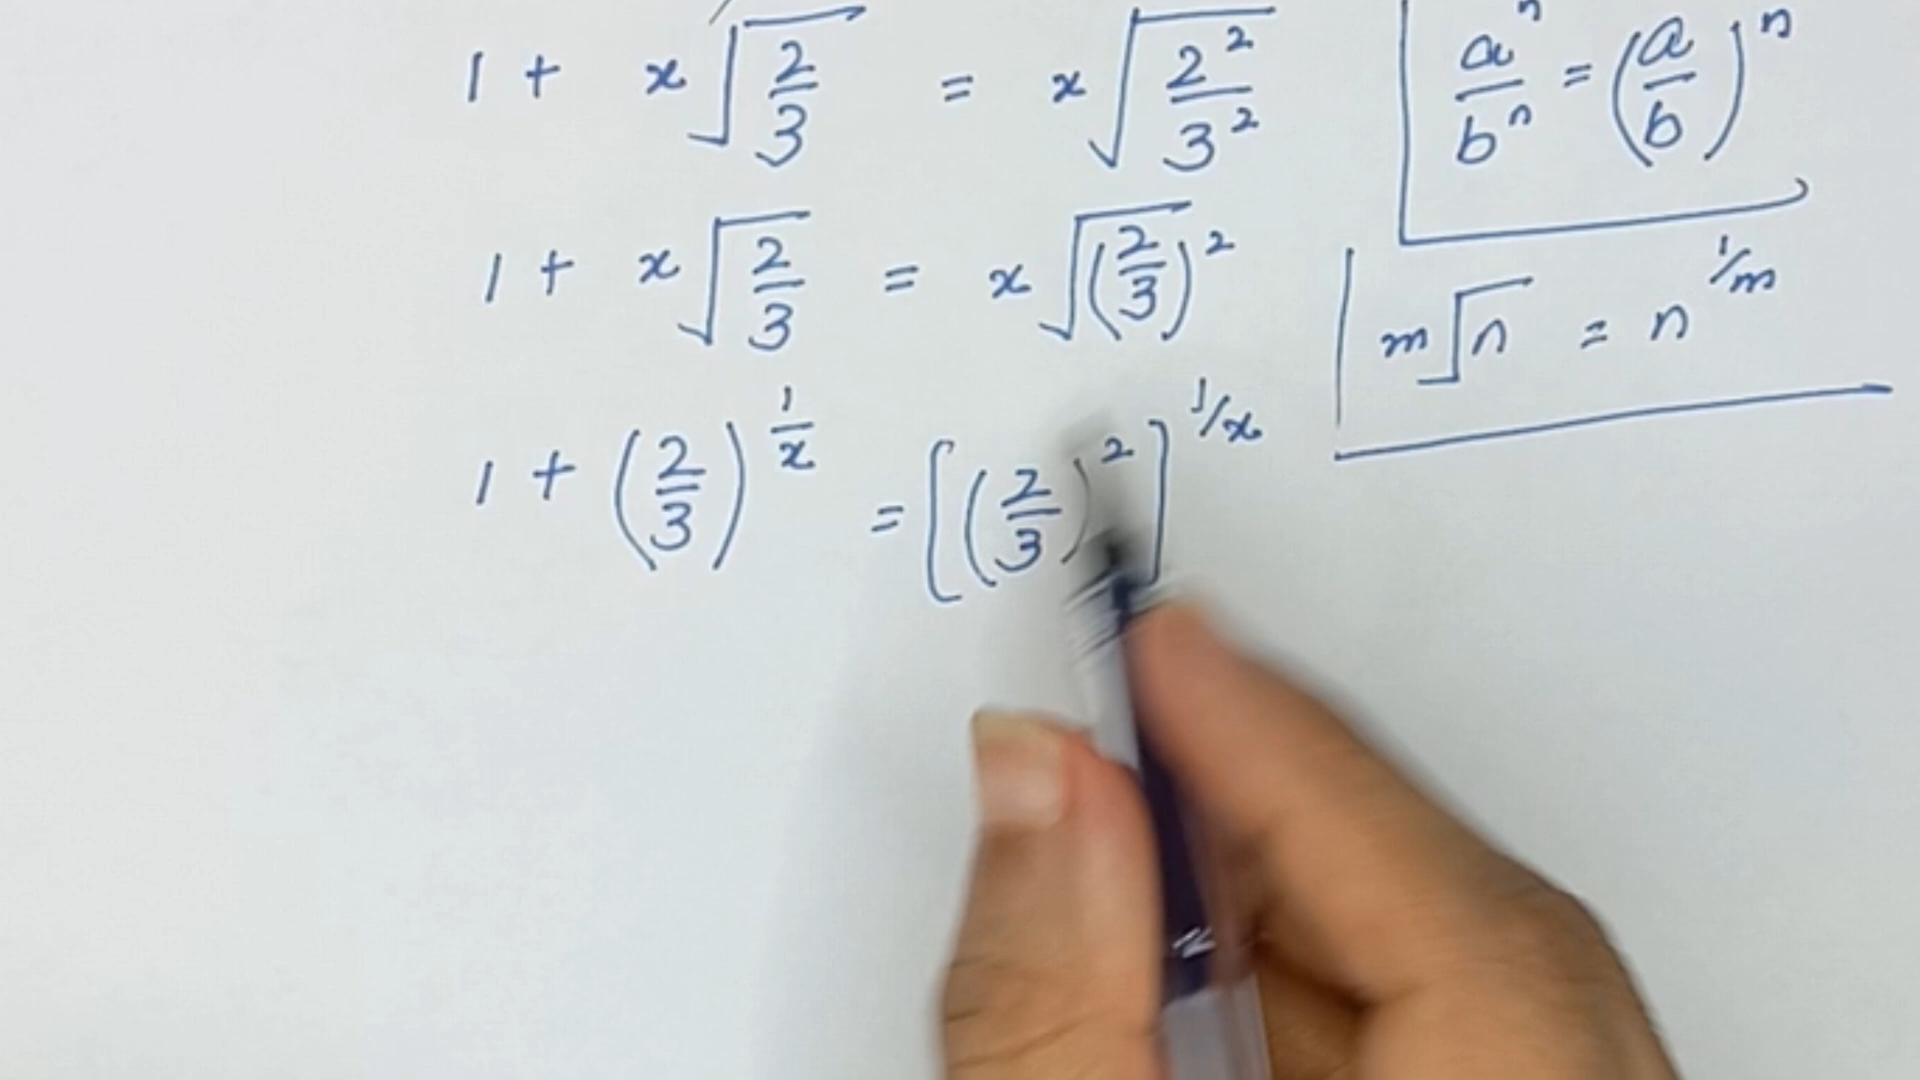 1 + ˣ√(2/3) = ˣ√(2²/3²)
aⁿ/bⁿ = (a/b)ⁿ
1 + ˣ√(2/3) = ˣ√(2/3)²
ᵐ√n = n^(1/m)
1 + (2/3)^(1/x) = [(2/3)²]^(1/x)